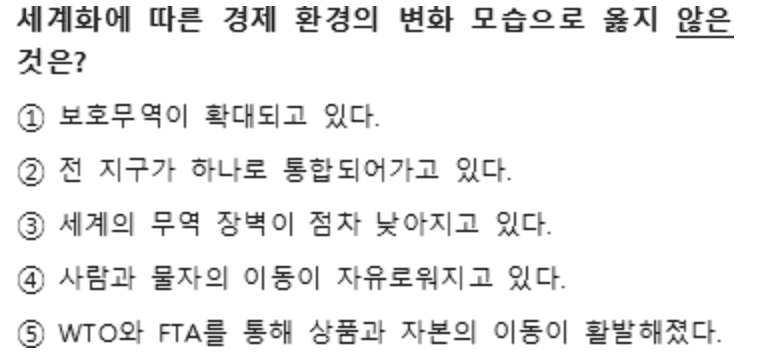 세계화에 따른 경제 환경의 변화 모습으로 옳지 않은
것은?
① 보호무역이 확대되고 있다.
② 전 지구가 하나로 통합되어가고 있다.
③ 세계의 무역 장벽이 점차 낮아지고 있다.
④ 사람과 물자의 이동이 자유로워지고 있다.
⑤ WTO와 FTA를 통해 상품과 자본의 이동이 활발해졌다.